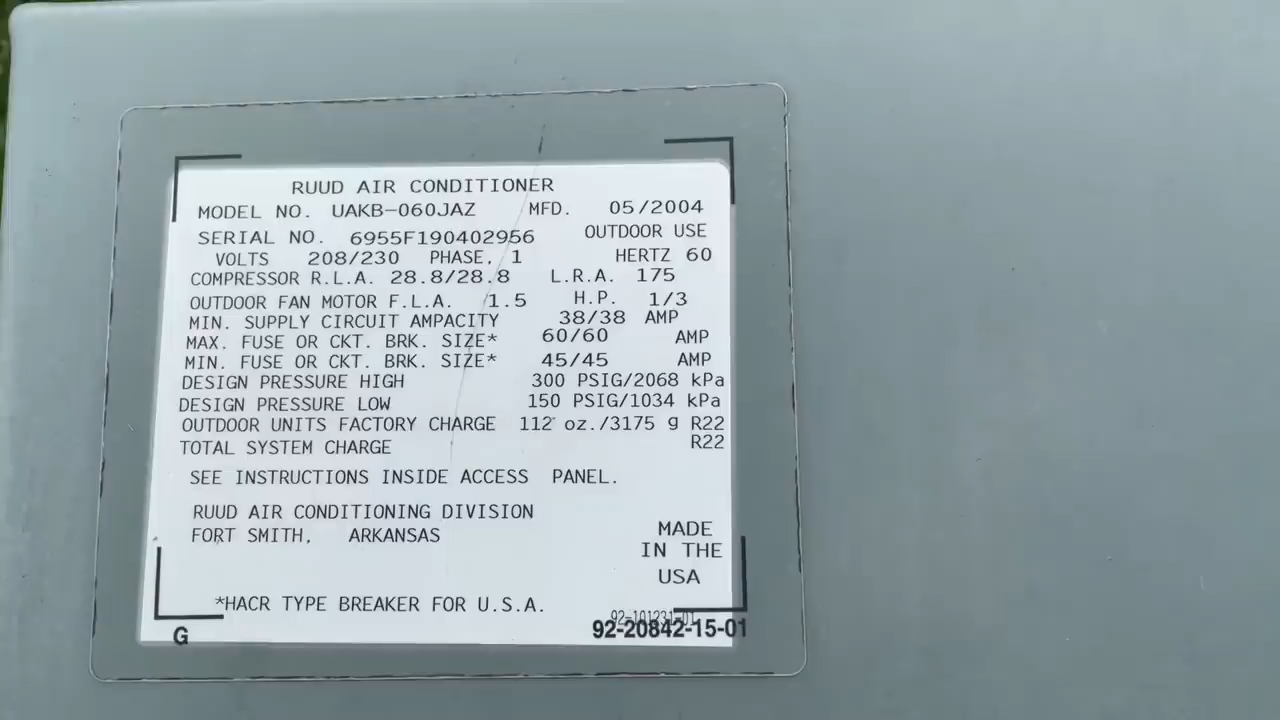 RUUD AIR CONDITIONER
MODEL NO. UAKB-060JAZ MFD. 05/2004
SERIAL NO. 6955F190402956 OUTDOOR USE
VOLTS 208/230 PHASE. 1 HERTZ 60
COMPRESSOR R.L.A. 28.8/28.8 L.R.A. 175
OUTDOOR FAN MOTOR F.L.A. 1.5 H.P. 1/3
MIN. SUPPLY CIRCUIT AMPACITY 38/38 AMP
MAX. FUSE OR CKT. BRK. SIZE* 60/60 AMP
MIN. FUSE OR CKT. BRK. SIZE* 45/45 AMP
DESIGN PRESSURE HIGH 300 PSIG/2068 kPa
DESIGN PRESSURE LOW 150 PSIG/1034 kPa
OUTDOOR UNITS FACTORY CHARGE 112 oz./3175 g R22
TOTAL SYSTEM CHARGE R22
SEE INSTRUCTIONS INSIDE ACCESS PANEL.
RUUD AIR CONDITIONING DIVISION
FORT SMITH, ARKANSAS
MADE
IN THE
USA
*HACR TYPE BREAKER FOR U.S.A.
92-101231-01
G 92-20842-15-01